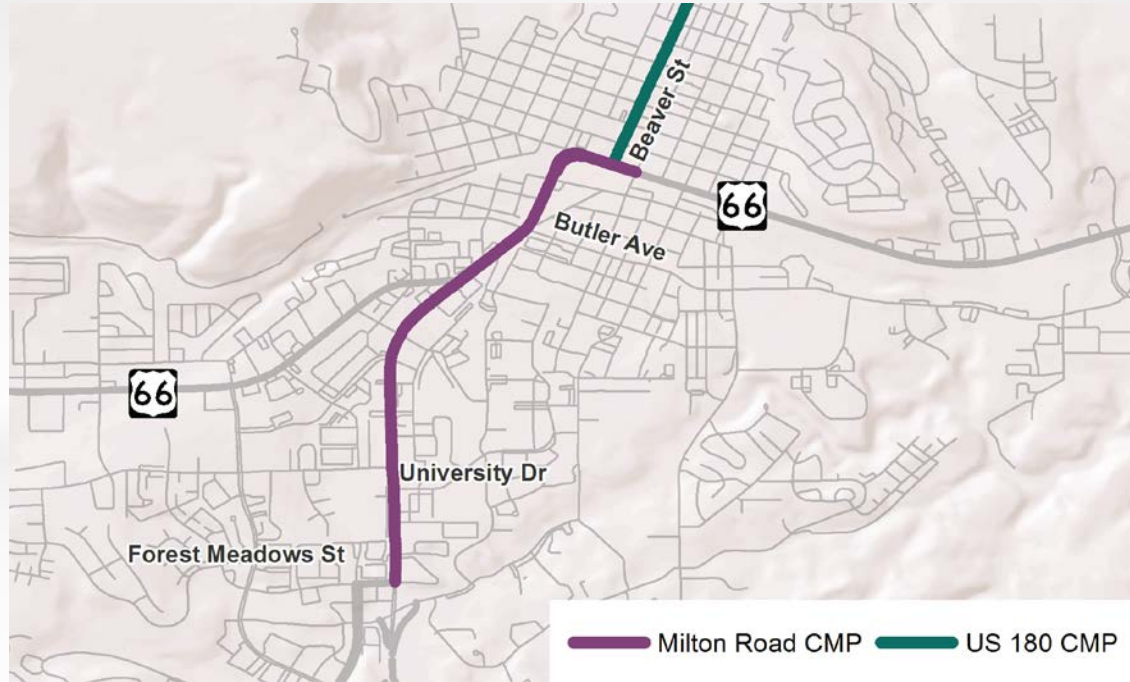 Beaver St
66
Butler Ave
66
University Dr
Forest Meadows St
Milton Road CMP
US 180 CMP